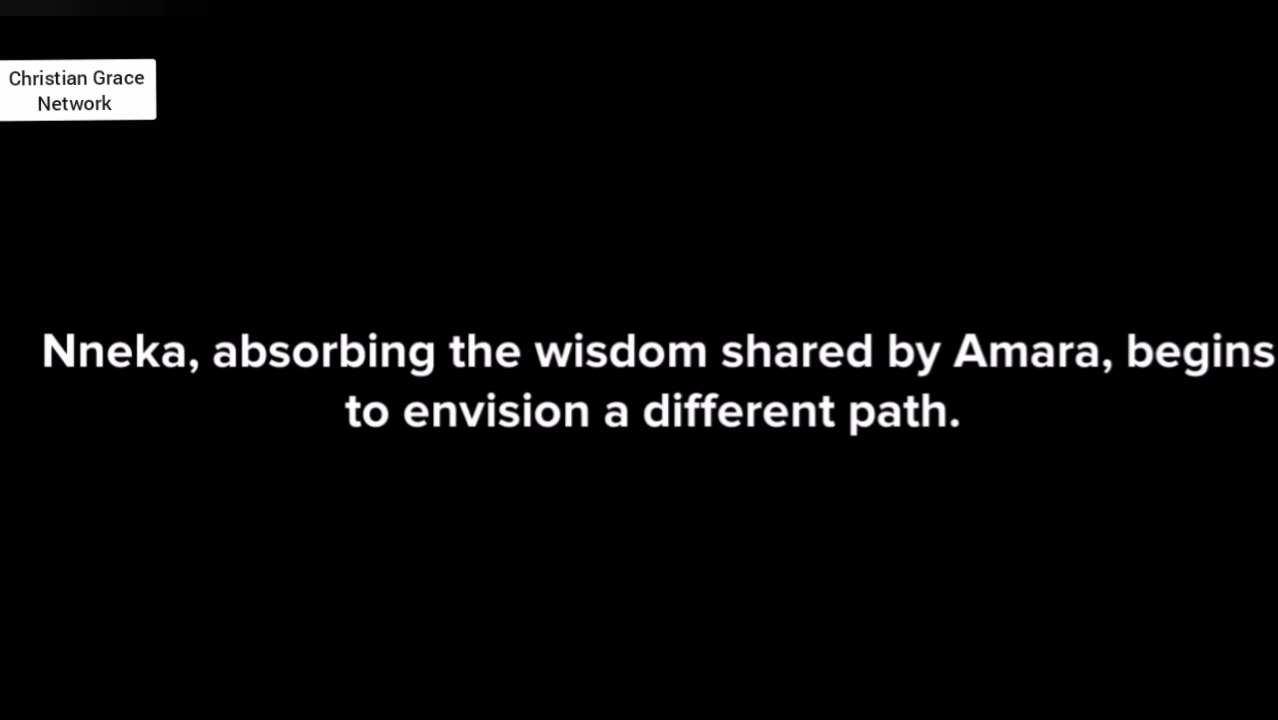 Christian Grace
Network
Nneka, absorbing the wisdom shared by Amara, begins
to envision a different path.